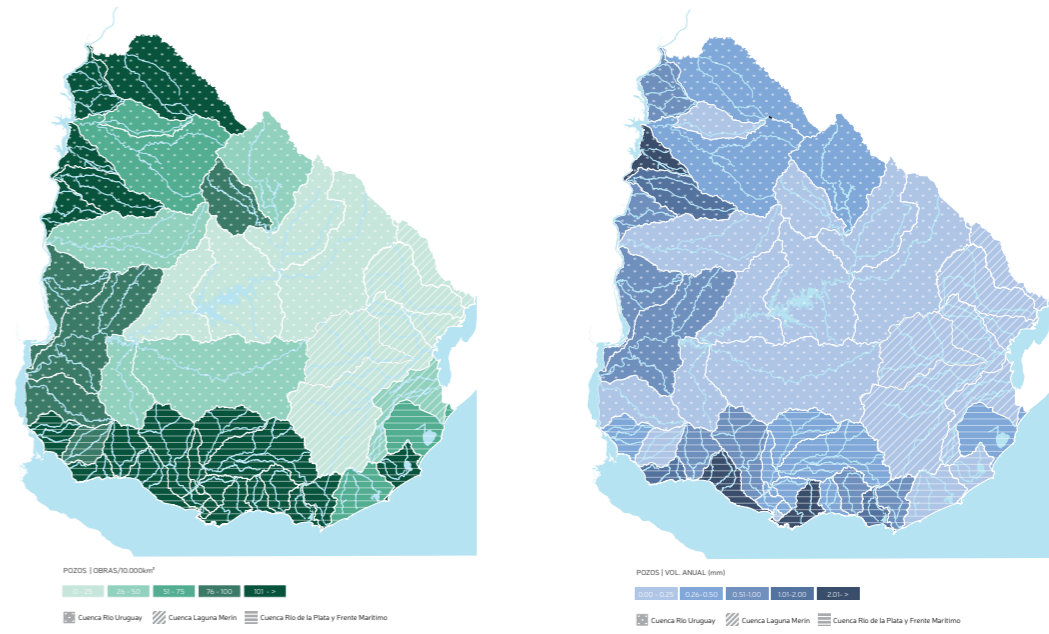 POZOS | OBRAS/10.000km²
0 - 25 26 - 50 51 - 75 76 - 100 101 - >
Cuenca Río Uruguay Cuenca Laguna Merín Cuenca Río de la Plata y Frente Marítimo
POZOS | VOL. ANUAL (mm)
0.00 - 0.25 0.26-0.50 0.51-1.00 1.01-2.00 2.01- >
Cuenca Río Uruguay Cuenca Laguna Merin Cuenca Río de la Plata y Frente Marítimo